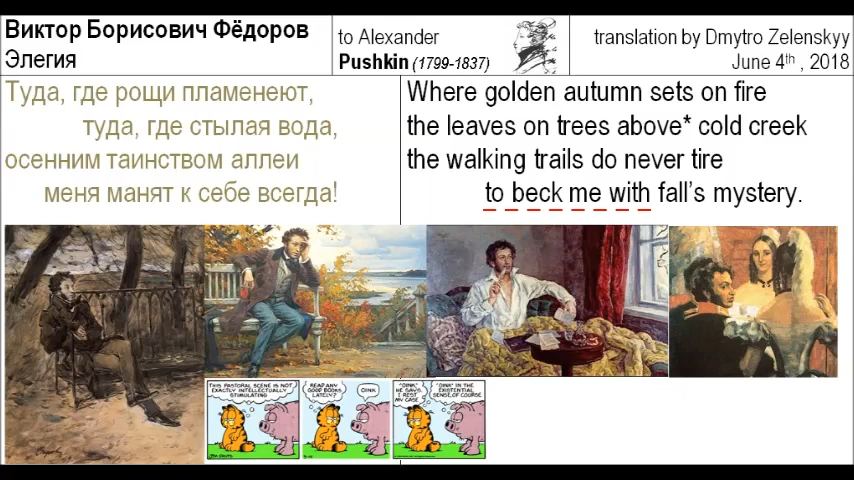 Виктор Борисович Фёдоров
Элегия
to Alexander
Pushkin (1799-1837)
translation by Dmytro Zelenskyy
June 4th , 2018
Туда, где рощи пламенеют,
туда, где стылая вода,
осенним таинством аллеи
меня манят к себе всегда!
Where golden autumn sets on fire
the leaves on trees above* cold creek
the walking trails do never tire
to beck me with fall's mystery.
THIS PASTORAL SCENE IS NOT
EXACTLY INTELLECTUALLY
STIMULATING
READ ANY
GOOD BOOKS
LATELY?
OINK
"OINK,"
HE SAYS.
I REST
MY CASE
"OINK" IN THE
EXISTENTIAL
SENSE, OF COURSE